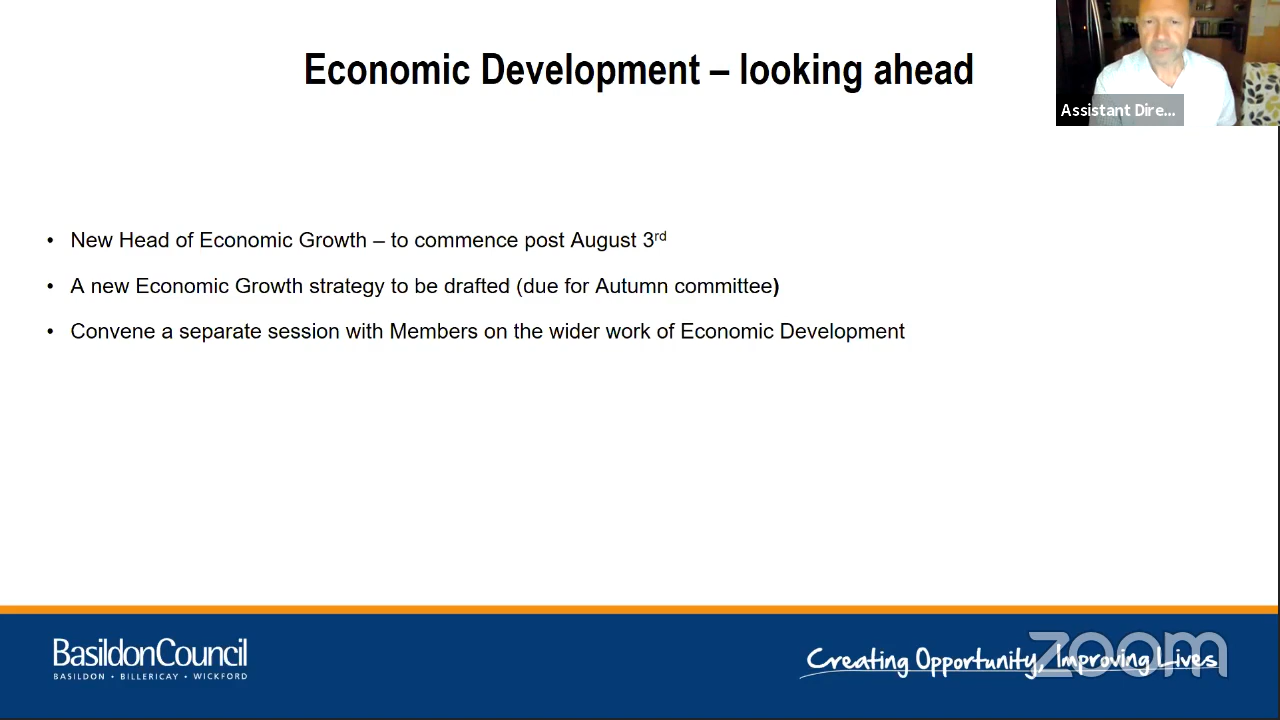 Economic Development – looking ahead
Assistant Dire...
• New Head of Economic Growth – to commence post August 3rd
• A new Economic Growth strategy to be drafted (due for Autumn committee)
• Convene a separate session with Members on the wider work of Economic Development
BasildonCouncil
BASILDON • BILLERICAY • WICKFORD
Creating Opportunity, Improving Lives
zoom